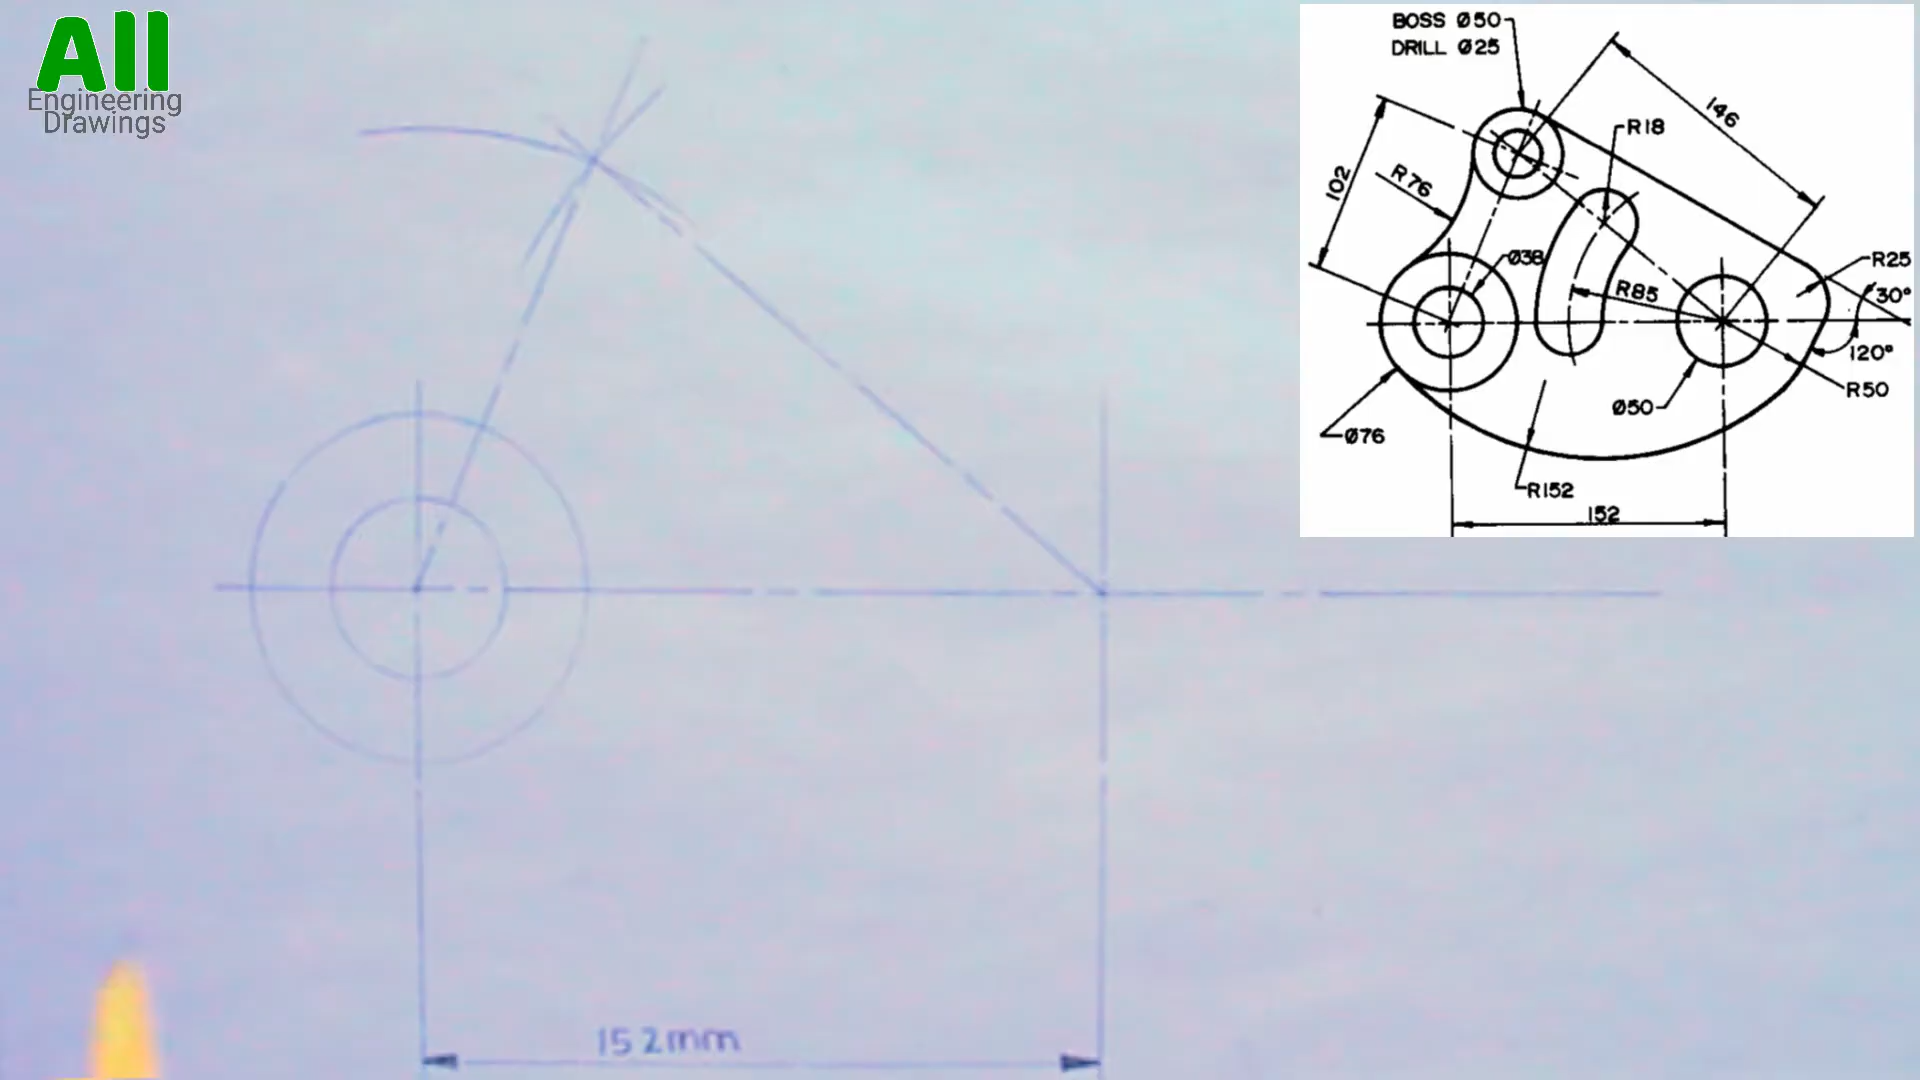 All
Engineering
Drawings
BOSS Ø50
DRILL Ø25
146
R18
102
R76
Ø38
R25
R85
30°
120°
R50
Ø50
Ø76
R152
152
152mm